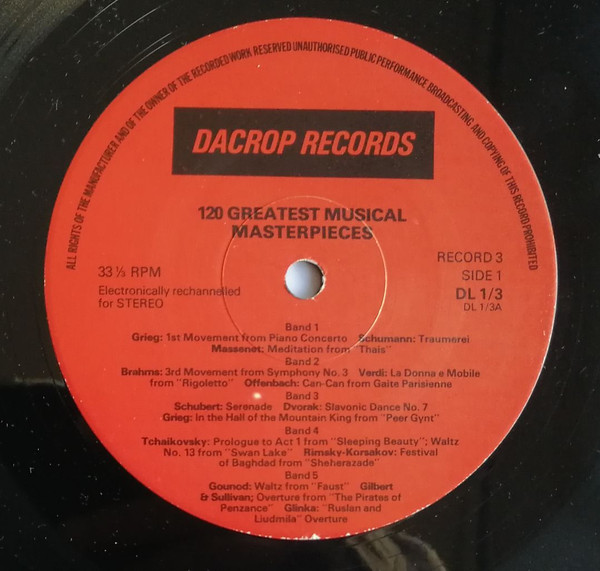 ALL RIGHTS OF THE MANUFACTURER AND OF THE OWNER OF THE RECORDED WORK RESERVED UNAUTHORISED PUBLIC PERFORMANCE BROADCASTING AND COPYING OF THIS RECORD PROHIBITED
DACROP RECORDS
120 GREATEST MUSICAL
MASTERPIECES
33⅓ RPM
Electronically rechannelled
for STEREO
RECORD 3
SIDE 1
DL 1/3
DL 1/3A
Band 1
Grieg: 1st Movement from Piano Concerto Schumann: Traumerei
Massenet: Meditation from "Thais"
Band 2
Brahms: 3rd Movement from Symphony No. 3 Verdi: La Donna e Mobile
from "Rigoletto" Offenbach: Can-Can from Gaite Parisienne
Band 3
Schubert: Serenade Dvorak: Slavonic Dance No. 7
Grieg: In the Hall of the Mountain King from "Peer Gynt"
Band 4
Tchaikovsky: Prologue to Act 1 from "Sleeping Beauty"; Waltz
No. 13 from "Swan Lake" Rimsky-Korsakov: Festival
of Baghdad from "Sheherazade"
Band 5
Gounod: Waltz from "Faust" Gilbert
& Sullivan; Overture from "The Pirates of
Penzance" Glinka: "Ruslan and
Liudmila" Overture